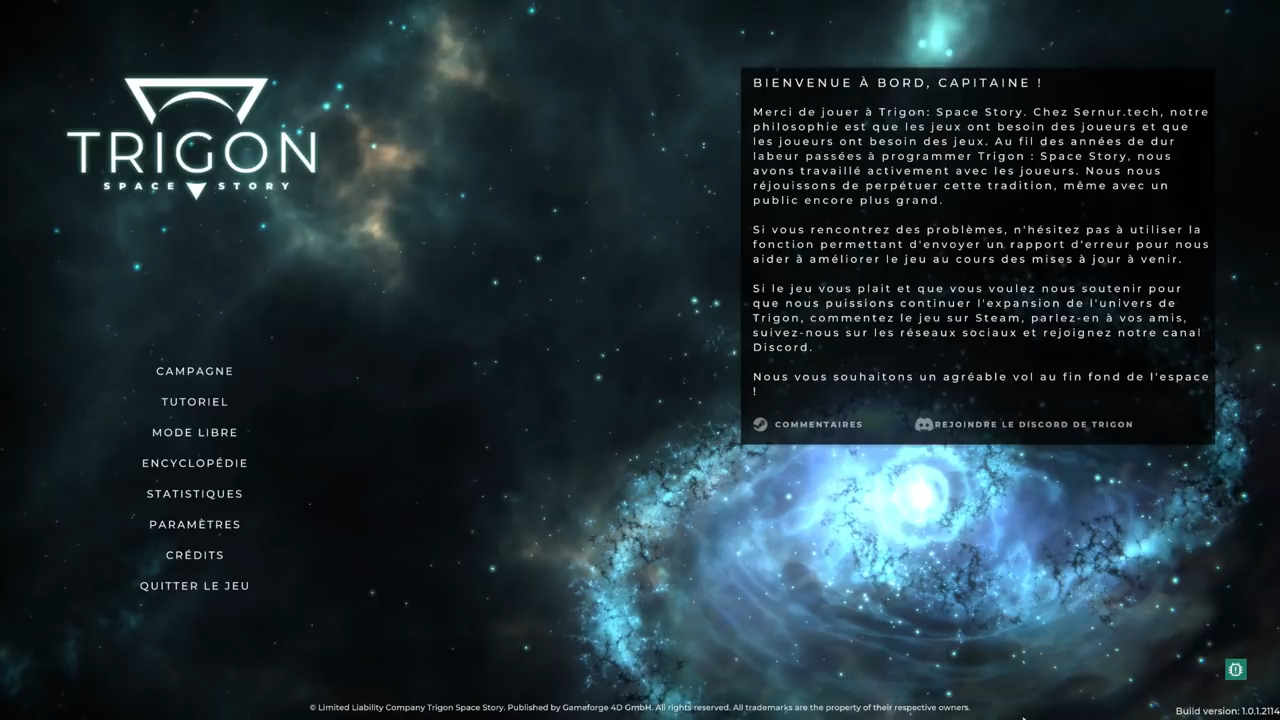 TRIGON
SPACE STORY
CAMPAGNE
TUTORIEL
MODE LIBRE
ENCYCLOPÉDIE
STATISTIQUES
PARAMÈTRES
CRÉDITS
QUITTER LE JEU
BIENVENUE À BORD, CAPITAINE !
Merci de jouer à Trigon: Space Story. Chez Sernur.tech, notre
philosophie est que les jeux ont besoin des joueurs et que
les joueurs ont besoin des jeux. Au fil des années de dur
labeur passées à programmer Trigon : Space Story, nous
avons travaillé activement avec les joueurs. Nous nous
réjouissons de perpétuer cette tradition, même avec un
public encore plus grand.
Si vous rencontrez des problèmes, n'hésitez pas à utiliser la
fonction permettant d'envoyer un rapport d'erreur pour nous
aider à améliorer le jeu au cours des mises à jour à venir.
Si le jeu vous plait et que vous voulez nous soutenir pour
que nous puissions continuer l'expansion de l'univers de
Trigon, commentez le jeu sur Steam, parlez-en à vos amis,
suivez-nous sur les réseaux sociaux et rejoignez notre canal
Discord.
Nous vous souhaitons un agréable vol au fin fond de l'espace
!
COMMENTAIRES
REJOINDRE LE DISCORD DE TRIGON
© Limited Liability Company Trigon Space Story. Published by Gameforge 4D GmbH. All rights reserved. All trademarks are the property of their respective owners.
Build version: 1.0.1.2114